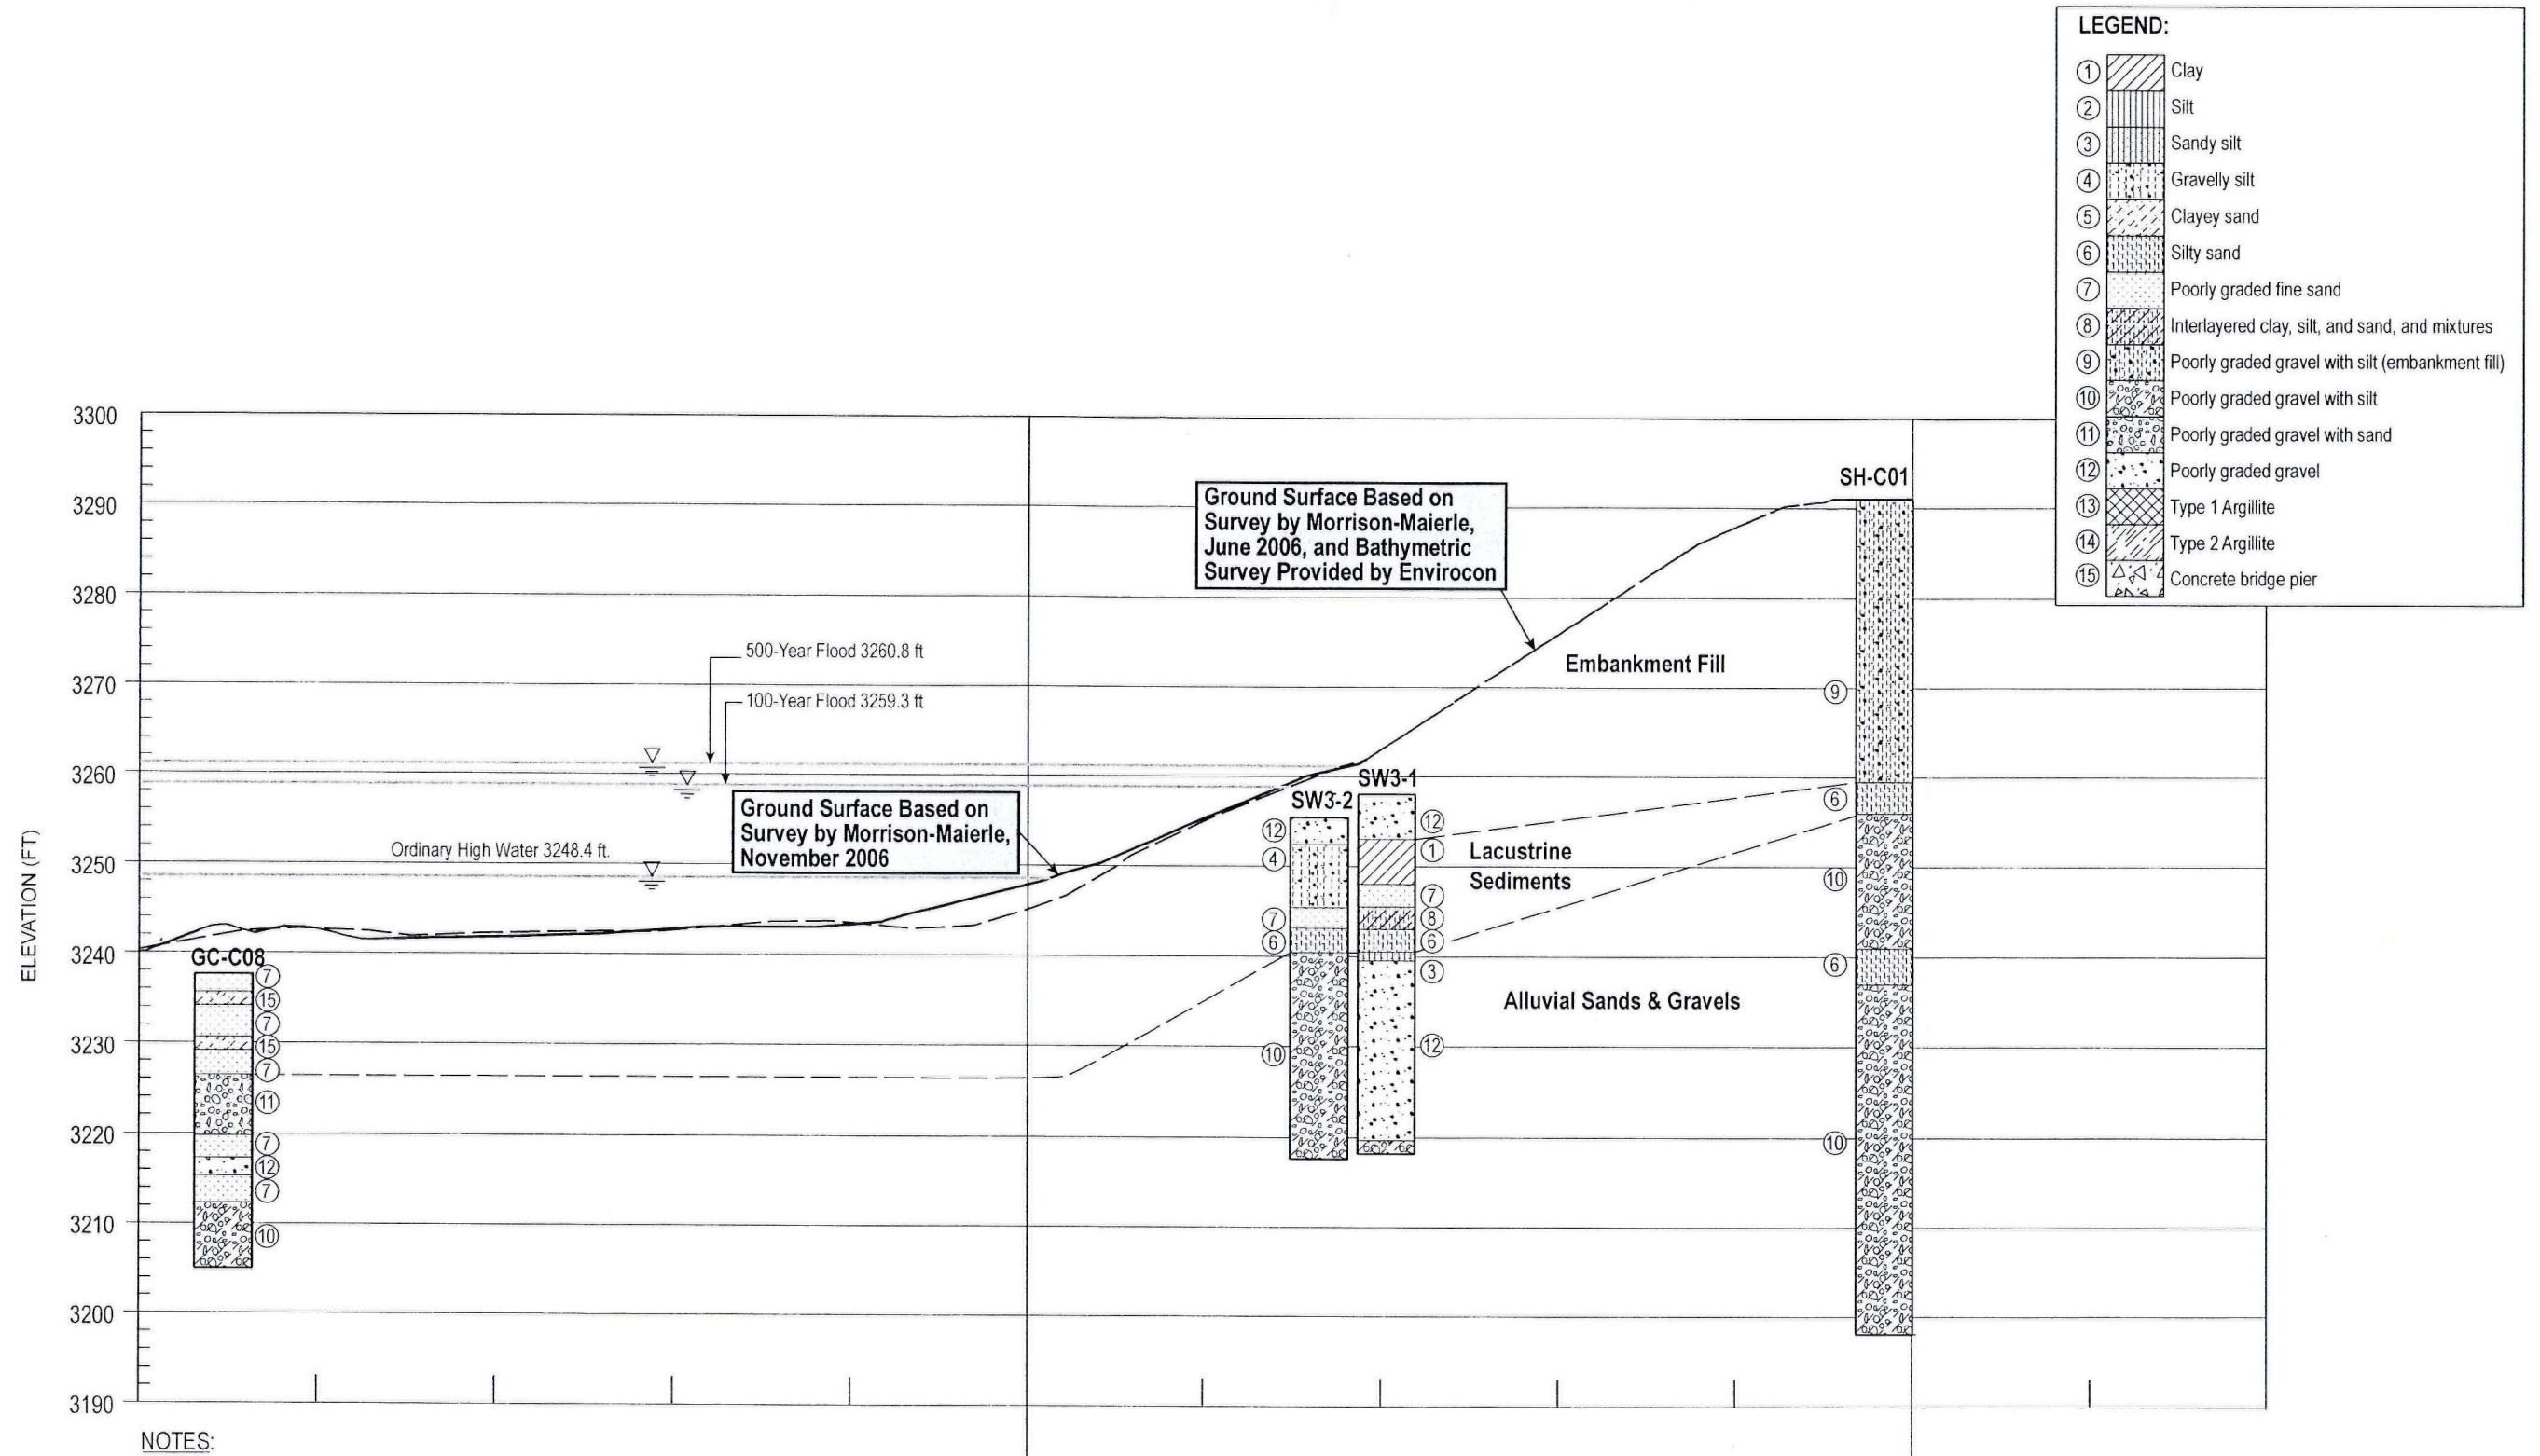 LEGEND:
① Clay
② Silt
③ Sandy silt
④ Gravelly silt
⑤ Clayey sand
⑥ Silty sand
⑦ Poorly graded fine sand
⑧ Interlayered clay, silt, and sand, and mixtures
⑨ Poorly graded gravel with silt (embankment fill)
⑩ Poorly graded gravel with silt
⑪ Poorly graded gravel with sand
⑫ Poorly graded gravel
⑬ Type 1 Argillite
⑭ Type 2 Argillite
⑮ Concrete bridge pier
ELEVATION (FT)
3300
3290
3280
3270
3260
3250
3240
3230
3220
3210
3200
3190
500-Year Flood 3260.8 ft
100-Year Flood 3259.3 ft
Ordinary High Water 3248.4 ft.
Ground Surface Based on
Survey by Morrison-Maierle,
November 2006
Ground Surface Based on
Survey by Morrison-Maierle,
June 2006, and Bathymetric
Survey Provided by Envirocon
Embankment Fill
Lacustrine
Sediments
Alluvial Sands & Gravels
GC-C08
⑦
⑮
⑦
⑮
⑦
⑪
⑦
⑫
⑦
⑩
SW3-2
⑫
④
⑦
⑥
⑩
SW3-1
⑫
①
⑦
⑧
⑥
③
⑫
SH-C01
⑨
⑥
⑩
⑥
⑩
NOTES: